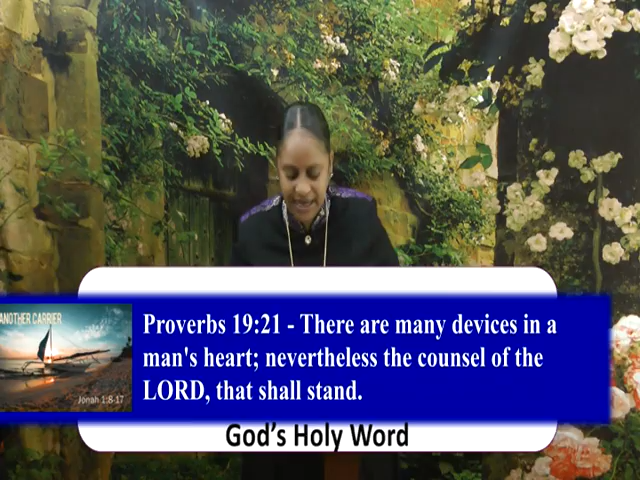 ANOTHER CARRIER
Jonah 1:8-17
Proverbs 19:21 - There are many devices in a
man's heart; nevertheless the counsel of the
LORD, that shall stand.
God's Holy Word